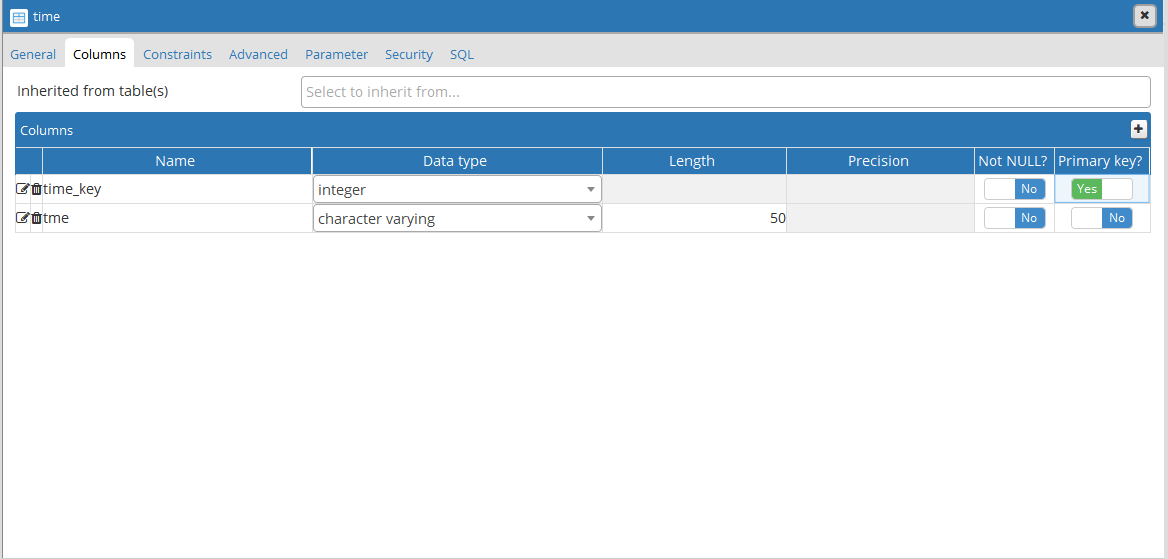 time
General Columns Constraints Advanced Parameter Security SQL
Inherited from table(s) Select to inherit from...
Columns
Name Data type Length Precision Not NULL? Primary key?
time_key integer No Yes
tme character varying 50 No No